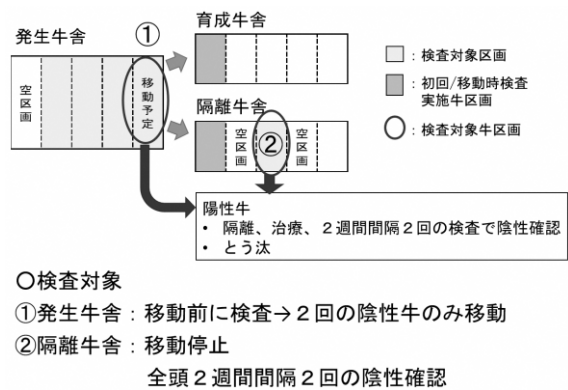 育成牛舎
発生牛舎
①
空区画
移動予定
：検査対象区画
：初回/移動時検査
実施牛区画
：検査対象牛区画
隔離牛舎
空区画
②
空区画
陽性牛
• 隔離、治療、２週間間隔２回の検査で陰性確認
• とう汰
〇検査対象
①発生牛舎：移動前に検査→２回の陰性牛のみ移動
②隔離牛舎：移動停止
全頭２週間間隔２回の陰性確認